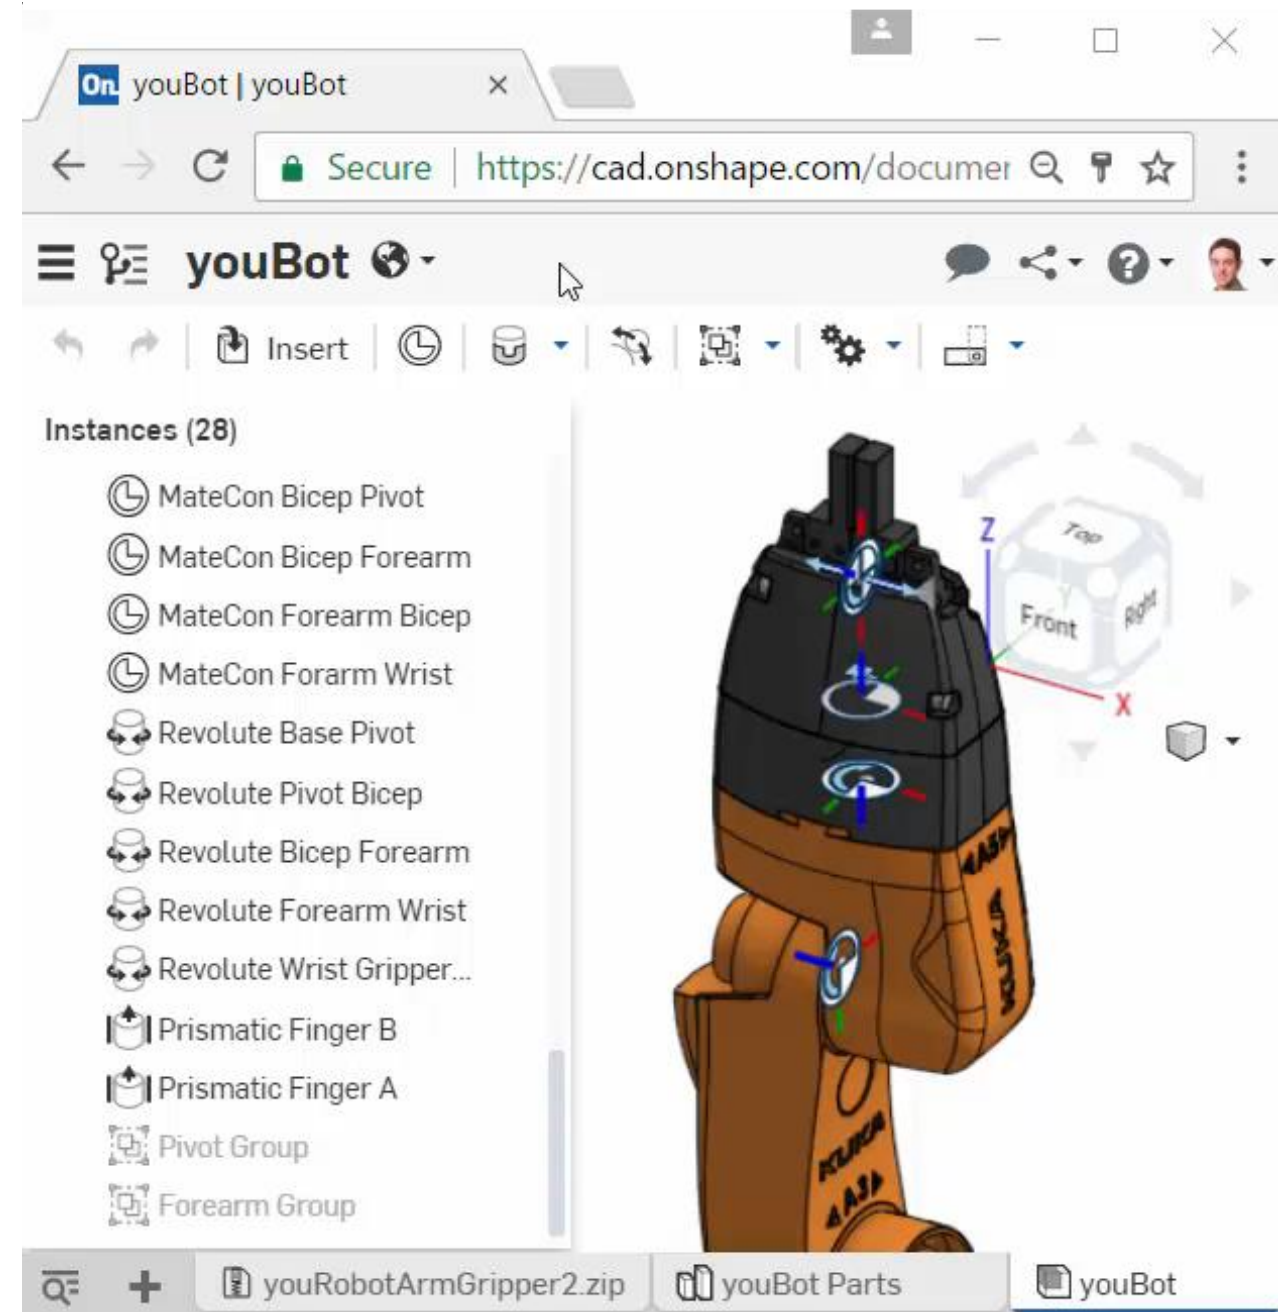 On youBot | youBot
Secure | https://cad.onshape.com/documen
youBot
Insert
Instances (28)
MateCon Bicep Pivot
MateCon Bicep Forearm
MateCon Forearm Bicep
MateCon Forarm Wrist
Revolute Base Pivot
Revolute Pivot Bicep
Revolute Bicep Forearm
Revolute Forearm Wrist
Revolute Wrist Gripper...
Prismatic Finger B
Prismatic Finger A
Pivot Group
Forearm Group
Z
Top
Y
Front
Right
X
A5
KUKA
KUKA
A3
youRobotArmGripper2.zip
youBot Parts
youBot